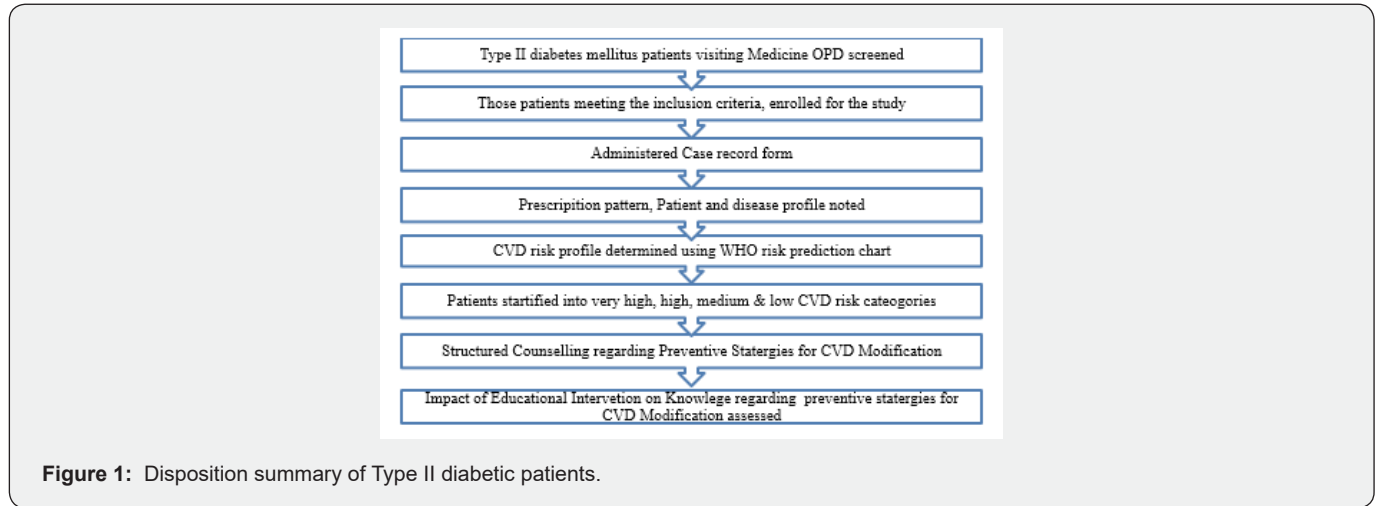 Type II diabetes mellitus patients visiting Medicine OPD screened
Those patients meeting the inclusion criteria, enrolled for the study
Administered Case record form
Prescripition pattern, Patient and disease profile noted
CVD risk profile determined using WHO risk prediction chart
Patients startified into very high, high, medium & low CVD risk cateogories
Structured Counselling regarding Preventive Statergies for CVD Modification
Impact of Educational Intervetion on Knowlege regarding preventive statergies for
CVD Modification assessed
Figure 1: Disposition summary of Type II diabetic patients.